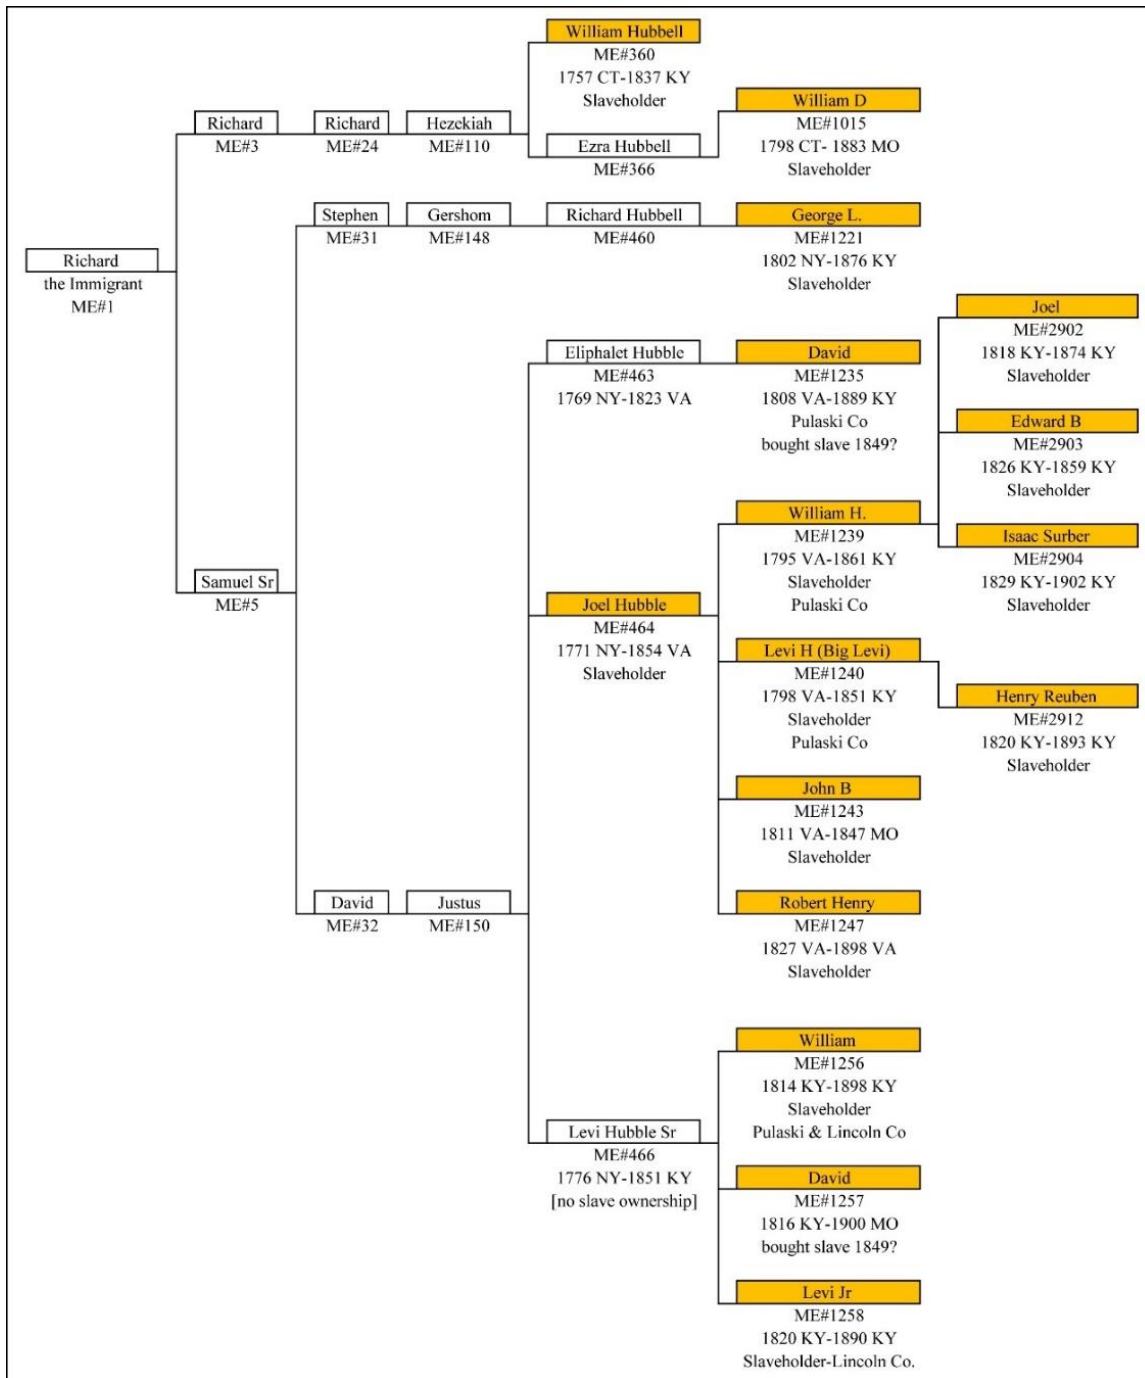 William Hubbell
ME#360
1757 CT-1837 KY
Slaveholder
William D
ME#1015
1798 CT- 1883 MO
Slaveholder
Richard
ME#3
Richard
ME#24
Hezekiah
ME#110
Ezra Hubbell
ME#366
Stephen
ME#31
Gershom
ME#148
Richard Hubbell
ME#460
George L.
ME#1221
1802 NY-1876 KY
Slaveholder
Richard
the Immigrant
ME#1
Joel
ME#2902
1818 KY-1874 KY
Slaveholder
Eliphalet Hubble
ME#463
1769 NY-1823 VA
David
ME#1235
1808 VA-1889 KY
Pulaski Co
bought slave 1849?
Edward B
ME#2903
1826 KY-1859 KY
Slaveholder
William H.
ME#1239
1795 VA-1861 KY
Slaveholder
Pulaski Co
Isaac Surber
ME#2904
1829 KY-1902 KY
Slaveholder
Samuel Sr
ME#5
Joel Hubble
ME#464
1771 NY-1854 VA
Slaveholder
Levi H (Big Levi)
ME#1240
1798 VA-1851 KY
Slaveholder
Pulaski Co
Henry Reuben
ME#2912
1820 KY-1893 KY
Slaveholder
John B
ME#1243
1811 VA-1847 MO
Slaveholder
David
ME#32
Justus
ME#150
Robert Henry
ME#1247
1827 VA-1898 VA
Slaveholder
William
ME#1256
1814 KY-1898 KY
Slaveholder
Pulaski & Lincoln Co
Levi Hubble Sr
ME#466
1776 NY-1851 KY
[no slave ownership]
David
ME#1257
1816 KY-1900 MO
bought slave 1849?
Levi Jr
ME#1258
1820 KY-1890 KY
Slaveholder-Lincoln Co.